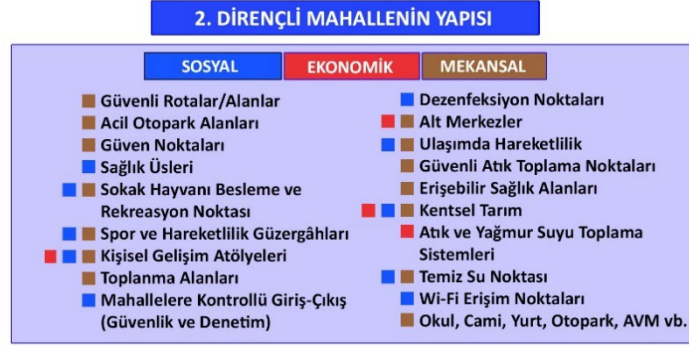 2. DİRENÇLİ MAHALLENİN YAPISI
SOSYAL
EKONOMİK
MEKANSAL
Güvenli Rotalar/Alanlar
Acil Otopark Alanları
Güven Noktaları
Sağlık Üsleri
Sokak Hayvanı Besleme ve
Rekreasyon Noktası
Spor ve Hareketlilik Güzergâhları
Kişisel Gelişim Atölyeleri
Toplanma Alanları
Mahallelere Kontrollü Giriş-Çıkış
(Güvenlik ve Denetim)
Dezenfeksiyon Noktaları
Alt Merkezler
Ulaşımda Hareketlilik
Güvenli Atık Toplama Noktaları
Erişebilir Sağlık Alanları
Kentsel Tarım
Atık ve Yağmur Suyu Toplama
Sistemleri
Temiz Su Noktası
Wi-Fi Erişim Noktaları
Okul, Cami, Yurt, Otopark, AVM vb.